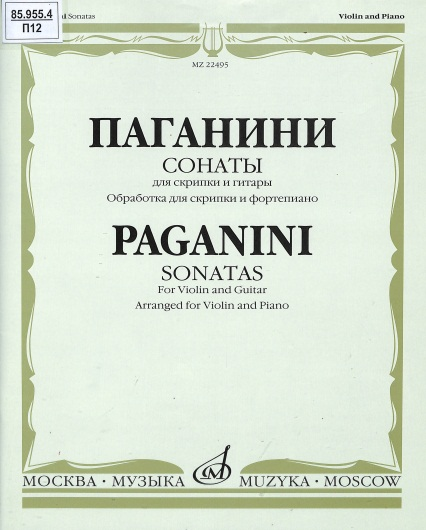 85.955.4
П12
Sonatas
Violin and Piano
MZ 22495
ПАГАНИНИ
СОНАТЫ
для скрипки и гитары
Обработка для скрипки и фортепиано
PAGANINI
SONATAS
For Violin and Guitar
Arranged for Violin and Piano
МОСКВА · МУЗЫКА
MUZYKA · MOSCOW